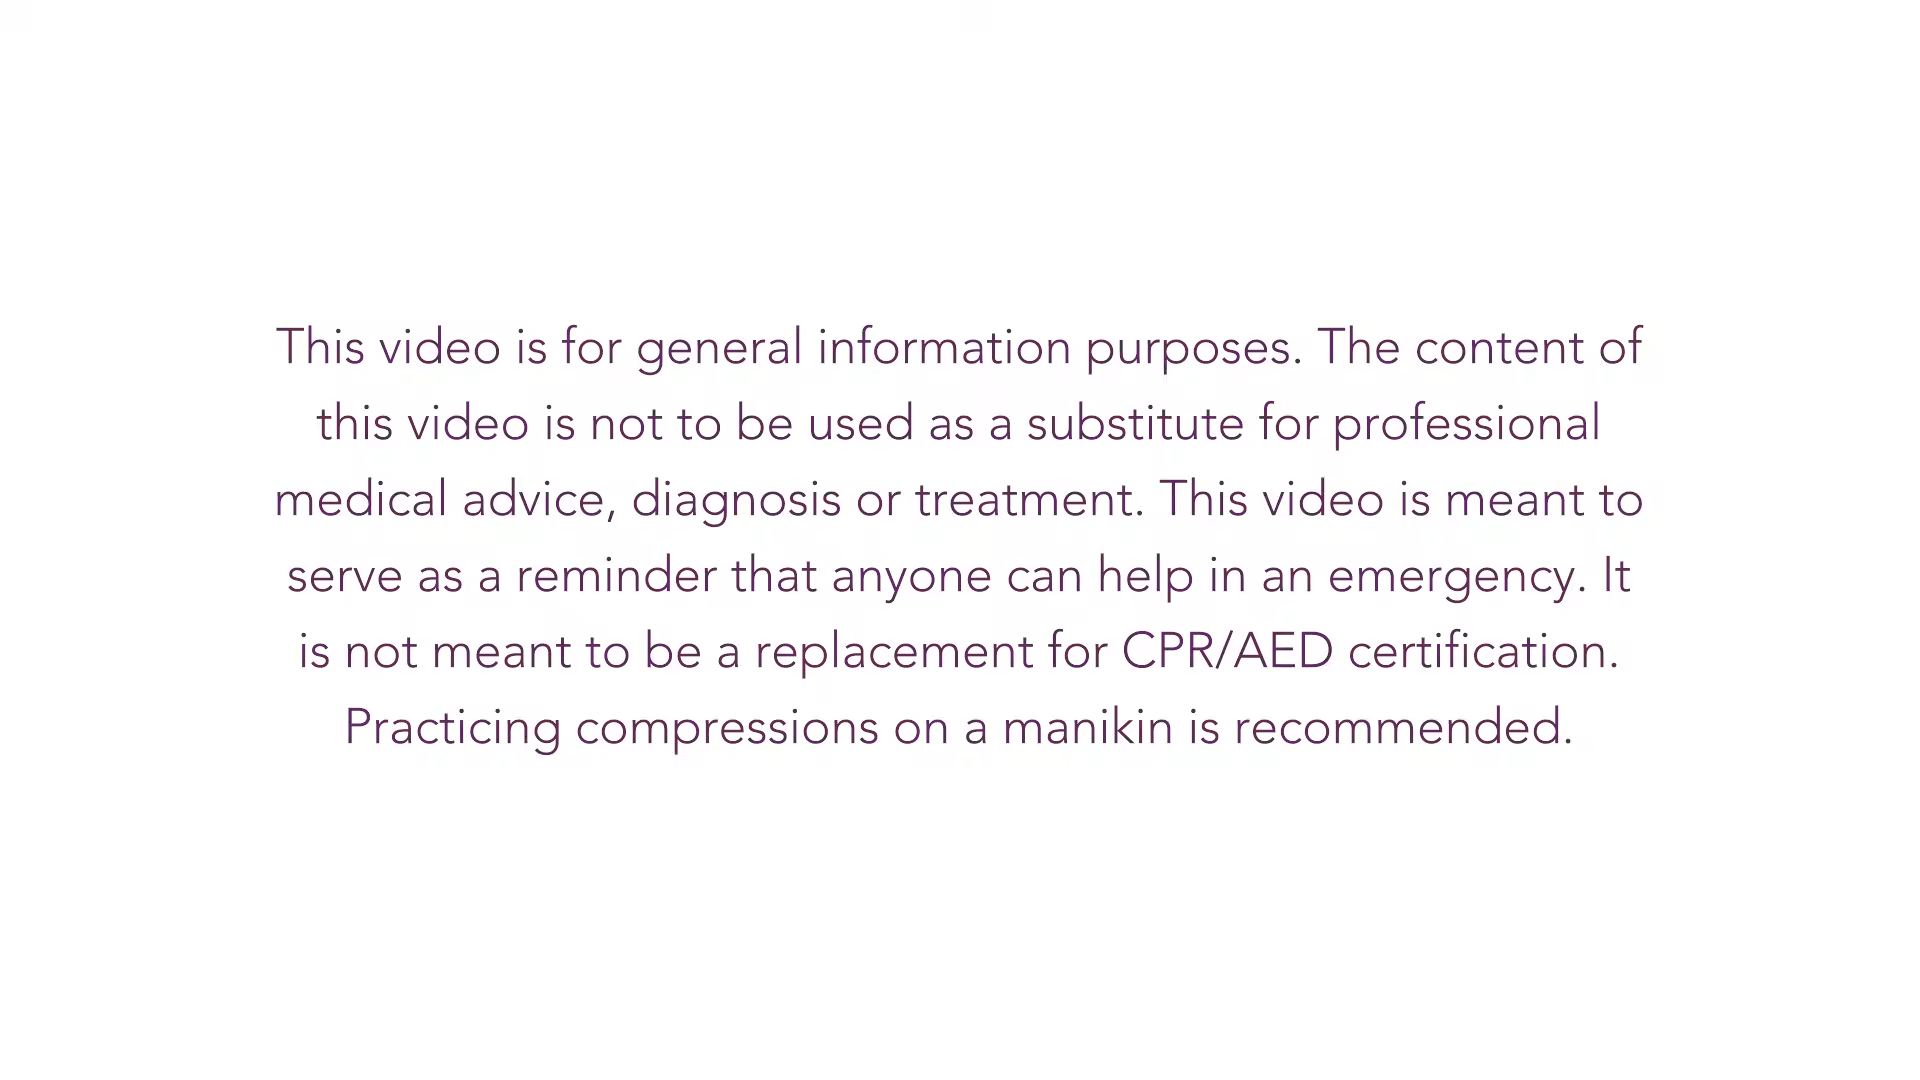 This video is for general information purposes. The content of
this video is not to be used as a substitute for professional
medical advice, diagnosis or treatment. This video is meant to
serve as a reminder that anyone can help in an emergency. It
is not meant to be a replacement for CPR/AED certification.
Practicing compressions on a manikin is recommended.